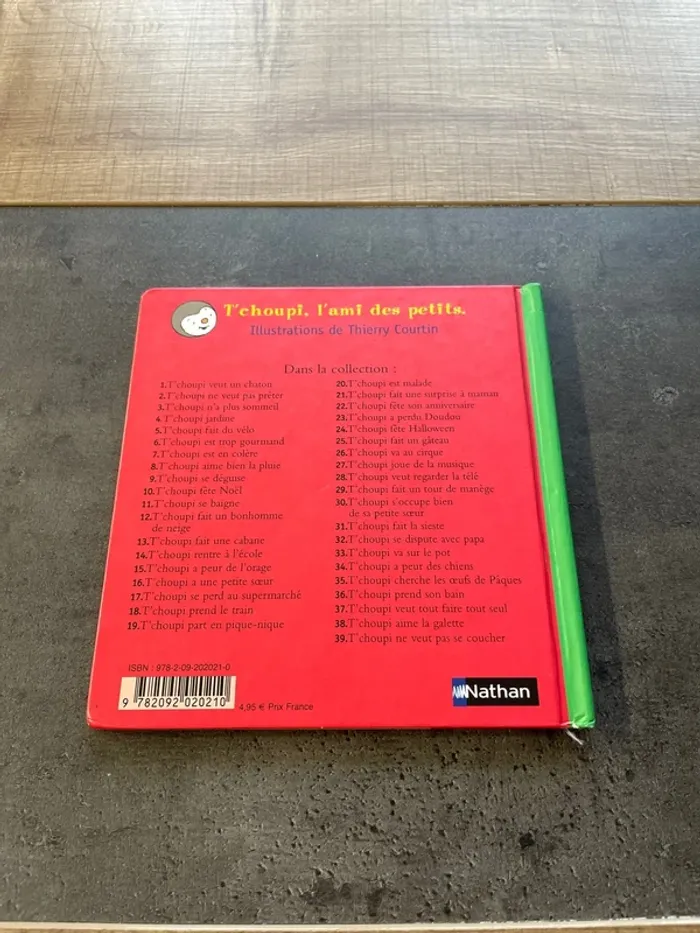 T'choupi, l'ami des petits.
Illustrations de Thierry Courtin
Dans la collection :
1.T'choupi veut un chaton
2.T'choupi ne veut pas prêter
3.T'choupi n'a plus sommeil
4.T'choupi jardine
5.T'choupi fait du vélo
6.T'choupi est trop gourmand
7.T'choupi est en colère
8.T'choupi aime bien la pluie
9.T'choupi se déguise
10.T'choupi fête Noël
11.T'choupi se baigne
12.T'choupi fait un bonhomme
de neige
13.T'choupi fait une cabane
14.T'choupi rentre à l'école
15.T'choupi a peur de l'orage
16.T'choupi a une petite sœur
17.T'choupi se perd au supermarché
18.T'choupi prend le train
19.T'choupi part en pique-nique
20.T'choupi est malade
21.T'choupi fait une surprise à maman
22.T'choupi fête son anniversaire
23.T'choupi a perdu Doudou
24.T'choupi fête Halloween
25.T'choupi fait un gâteau
26.T'choupi va au cirque
27.T'choupi joue de la musique
28.T'choupi veut regarder la télé
29.T'choupi fait un tour de manège
30.T'choupi s'occupe bien
de sa petite sœur
31.T'choupi fait la sieste
32.T'choupi se dispute avec papa
33.T'choupi va sur le pot
34.T'choupi a peur des chiens
35.T'choupi cherche les œufs de Pâques
36.T'choupi prend son bain
37.T'choupi veut tout faire tout seul
38.T'choupi aime la galette
39.T'choupi ne veut pas se coucher
ISBN : 978-2-09-202021-0
9 782092 020210
4,95 € Prix France
Nathan